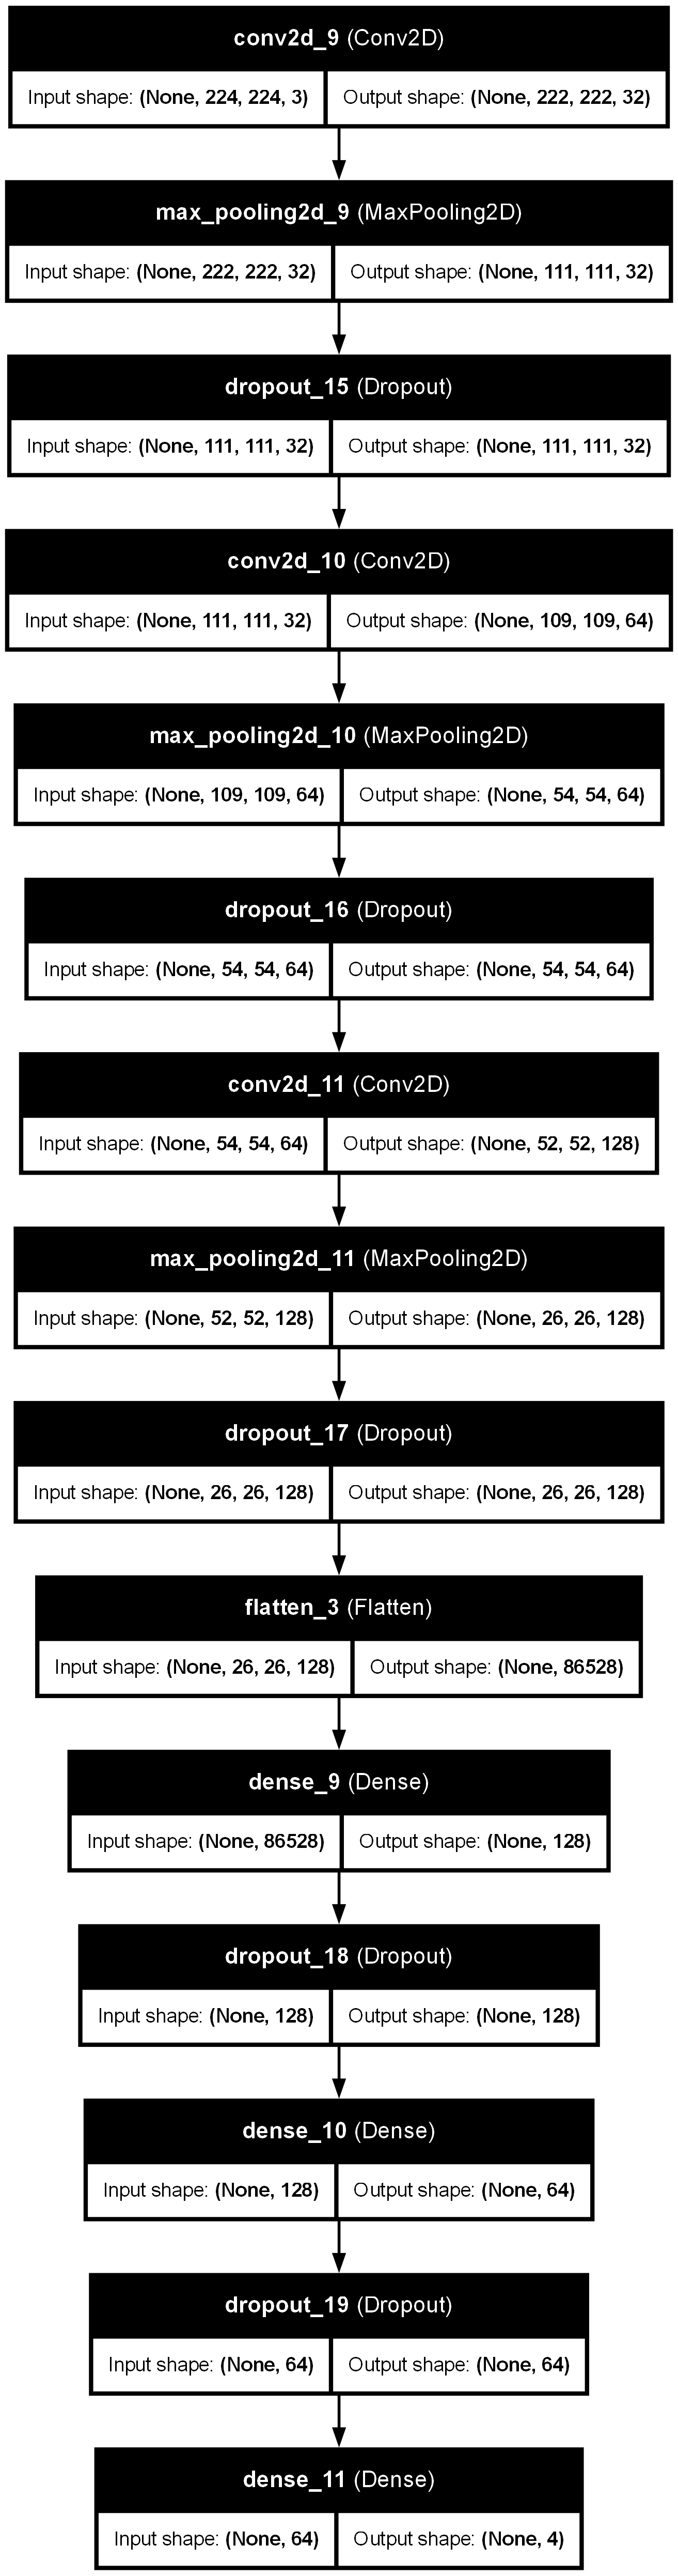 conv2d_9 (Conv2D)
Input shape: (None, 224, 224, 3) Output shape: (None, 222, 222, 32)
max_pooling2d_9 (MaxPooling2D)
Input shape: (None, 222, 222, 32) Output shape: (None, 111, 111, 32)
dropout_15 (Dropout)
Input shape: (None, 111, 111, 32) Output shape: (None, 111, 111, 32)
conv2d_10 (Conv2D)
Input shape: (None, 111, 111, 32) Output shape: (None, 109, 109, 64)
max_pooling2d_10 (MaxPooling2D)
Input shape: (None, 109, 109, 64) Output shape: (None, 54, 54, 64)
dropout_16 (Dropout)
Input shape: (None, 54, 54, 64) Output shape: (None, 54, 54, 64)
conv2d_11 (Conv2D)
Input shape: (None, 54, 54, 64) Output shape: (None, 52, 52, 128)
max_pooling2d_11 (MaxPooling2D)
Input shape: (None, 52, 52, 128) Output shape: (None, 26, 26, 128)
dropout_17 (Dropout)
Input shape: (None, 26, 26, 128) Output shape: (None, 26, 26, 128)
flatten_3 (Flatten)
Input shape: (None, 26, 26, 128) Output shape: (None, 86528)
dense_9 (Dense)
Input shape: (None, 86528) Output shape: (None, 128)
dropout_18 (Dropout)
Input shape: (None, 128) Output shape: (None, 128)
dense_10 (Dense)
Input shape: (None, 128) Output shape: (None, 64)
dropout_19 (Dropout)
Input shape: (None, 64) Output shape: (None, 64)
dense_11 (Dense)
Input shape: (None, 64) Output shape: (None, 4)